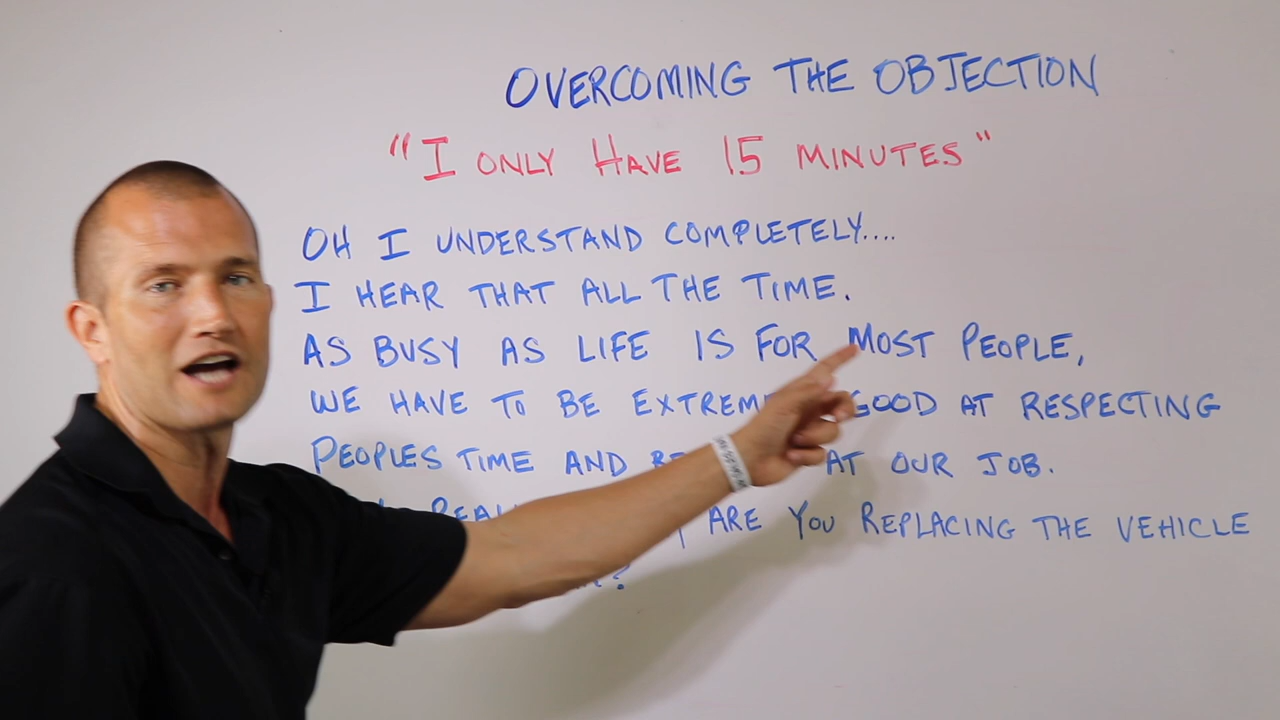 OVERCOMING THE OBJECTION
"I ONLY HAVE 15 MINUTES"
OH I UNDERSTAND COMPLETELY....
I HEAR THAT ALL THE TIME.
AS BUSY AS LIFE IS FOR MOST PEOPLE,
WE HAVE TO BE GOOD AT RESPECTING
PEOPLES TIME AND AT OUR JOB.
ARE YOU REPLACING THE VEHICLE